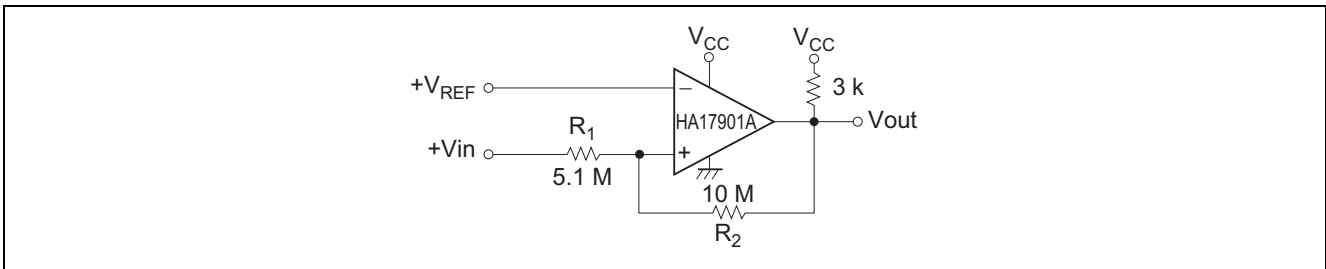 V_CC V_CC
+V_REF
−
3 k
HA17901A
Vout
R_1
+Vin
+
5.1 M
10 M
R_2